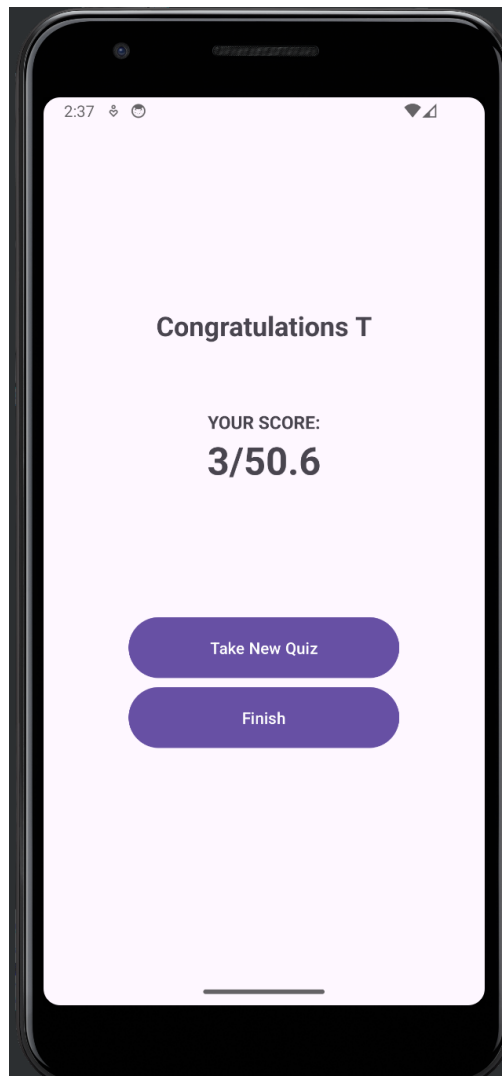 2:37
Congratulations T
YOUR SCORE:
3/50.6
Take New Quiz
Finish